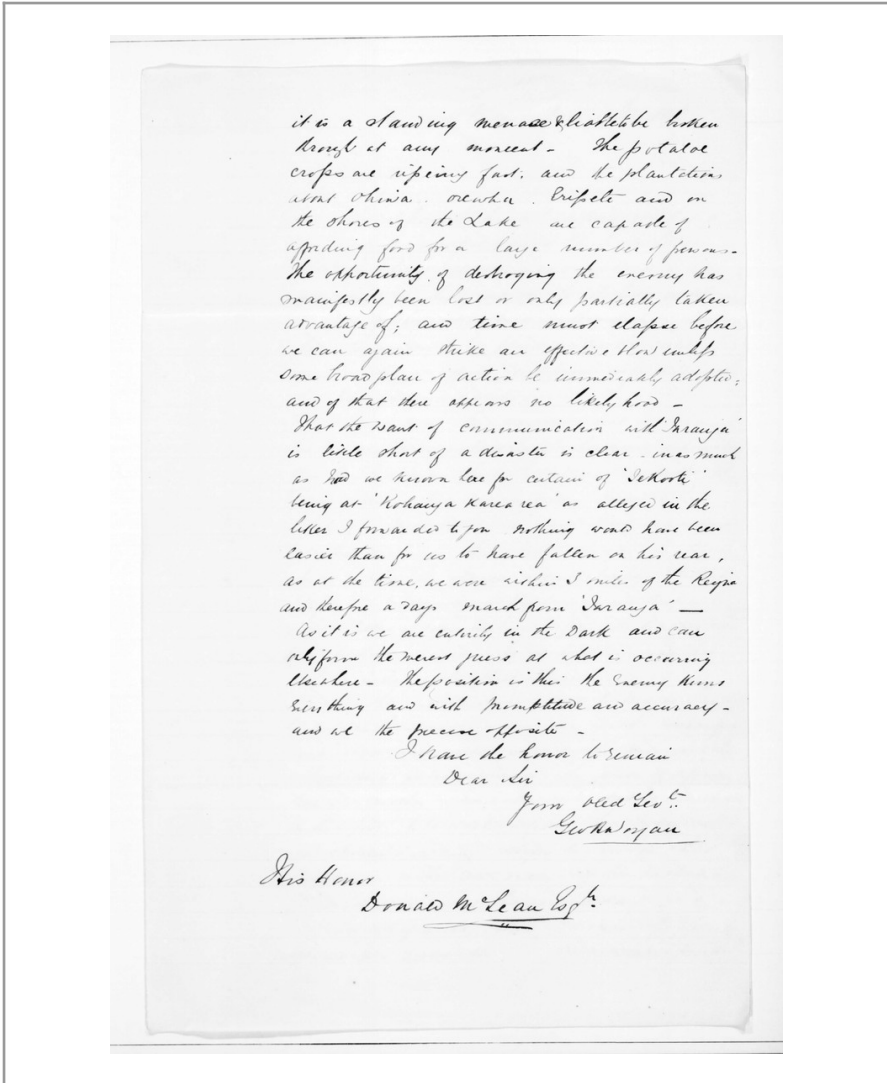 it is a standing menace & liable to be broken
through at any moment - The potatoe
crops are ripening fast, and the plantations
about Ohiwa . orewha . Eripeti and on
the shores of the Lake are capable of
affording food for a large number of persons -
The opportunity of destroying the enemy has
manifestly been lost or only partially taken
advantage of; and time must elapse before
we can again strike an effective blow unless
some broad plan of action be immediately adopted;
and of that there appears no likelyhood -
That the want of communication with 'Tauranga'
is little short of a disaster is clear - in as much
as had we known here for certain of 'Te Kooti'
being at 'Kohanga Karearea' as alleged in the
letter I forwarded to you nothing would have been
easier than for us to have fallen on his rear,
as at the time, we were within 3 miles of the
and therefore a days march from 'Tauranga' —
As it is we are entirely in the Dark and can
only form the merest guess at what is occurring
elsewhere - The position is this the Enemy knows
Everything and with promptitude and accuracy -
and we the precise opposite -
I have the honor to remain
Dear Sir
Your obed Servt.
Geo Worgan
His Honor
Donald McLean Esqr.